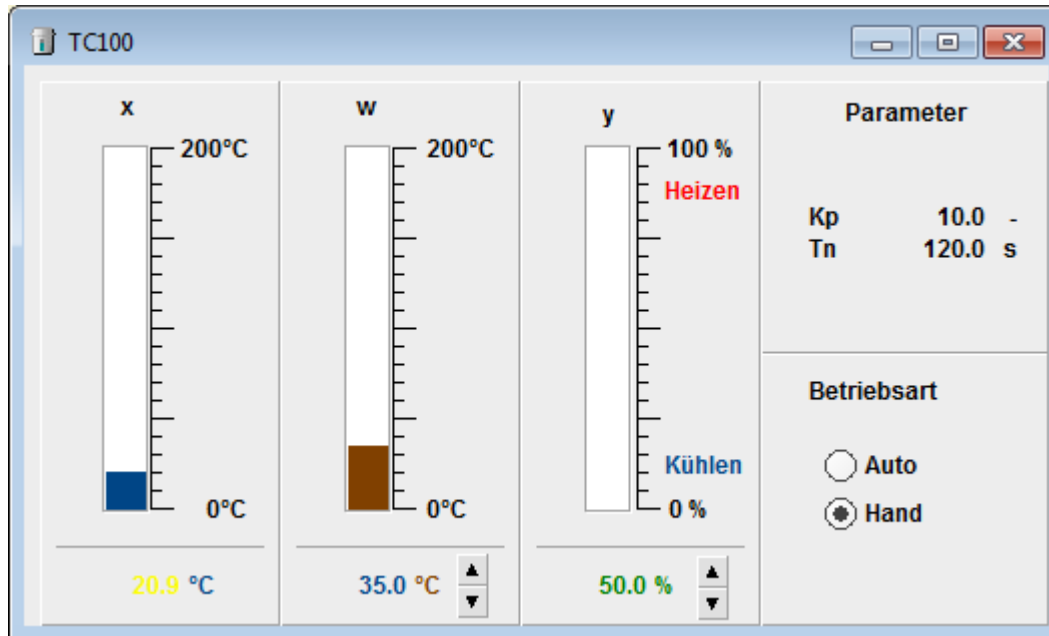 TC100
x
200°C
0°C
20.9 °C
w
200°C
0°C
35.0 °C
y
100 %
Heizen
Kühlen
0 %
50.0 %
Parameter
Kp 10.0 -
Tn 120.0 s
Betriebsart
Auto
Hand